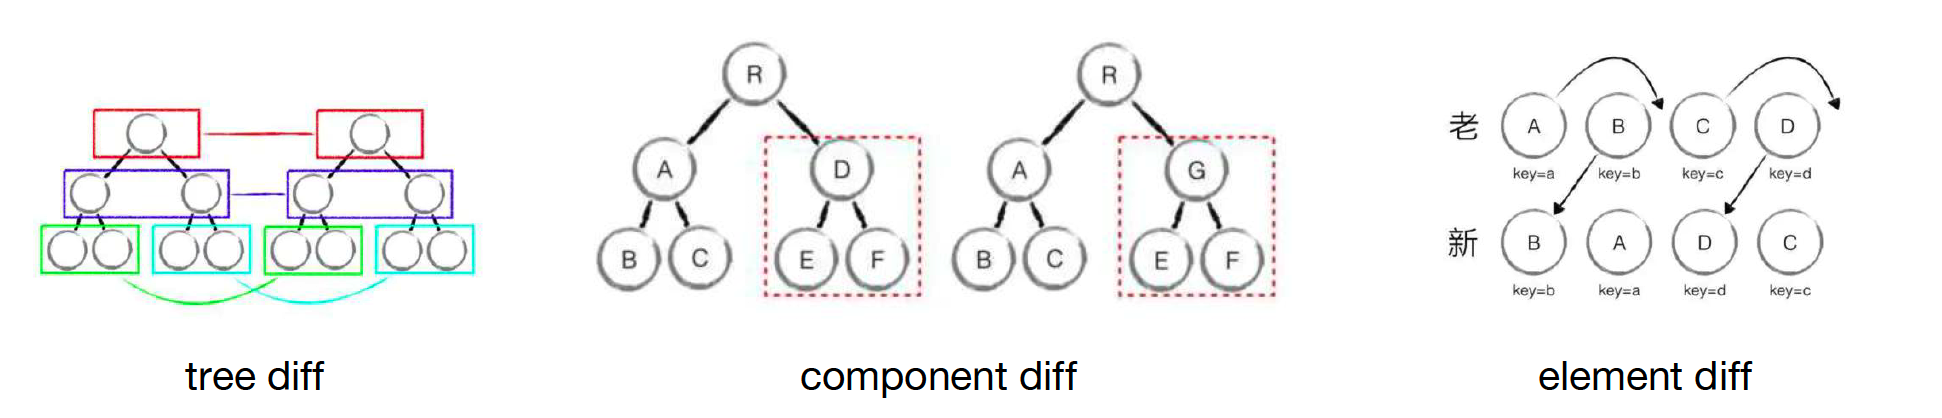 R
A D
B C E F
R
A G
B C E F
老 A B C D
key=a key=b key=c key=d
新 B A D C
key=b key=a key=d key=c
tree diff
component diff
element diff